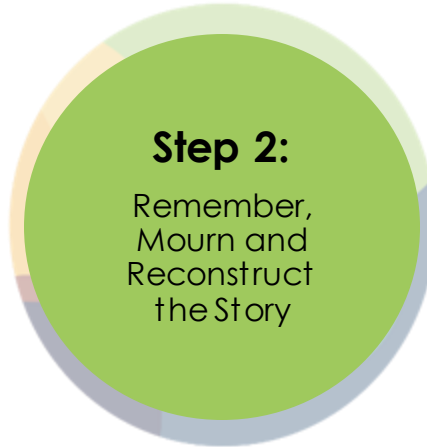 Step 2:
Remember,
Mourn and
Reconstruct
the Story